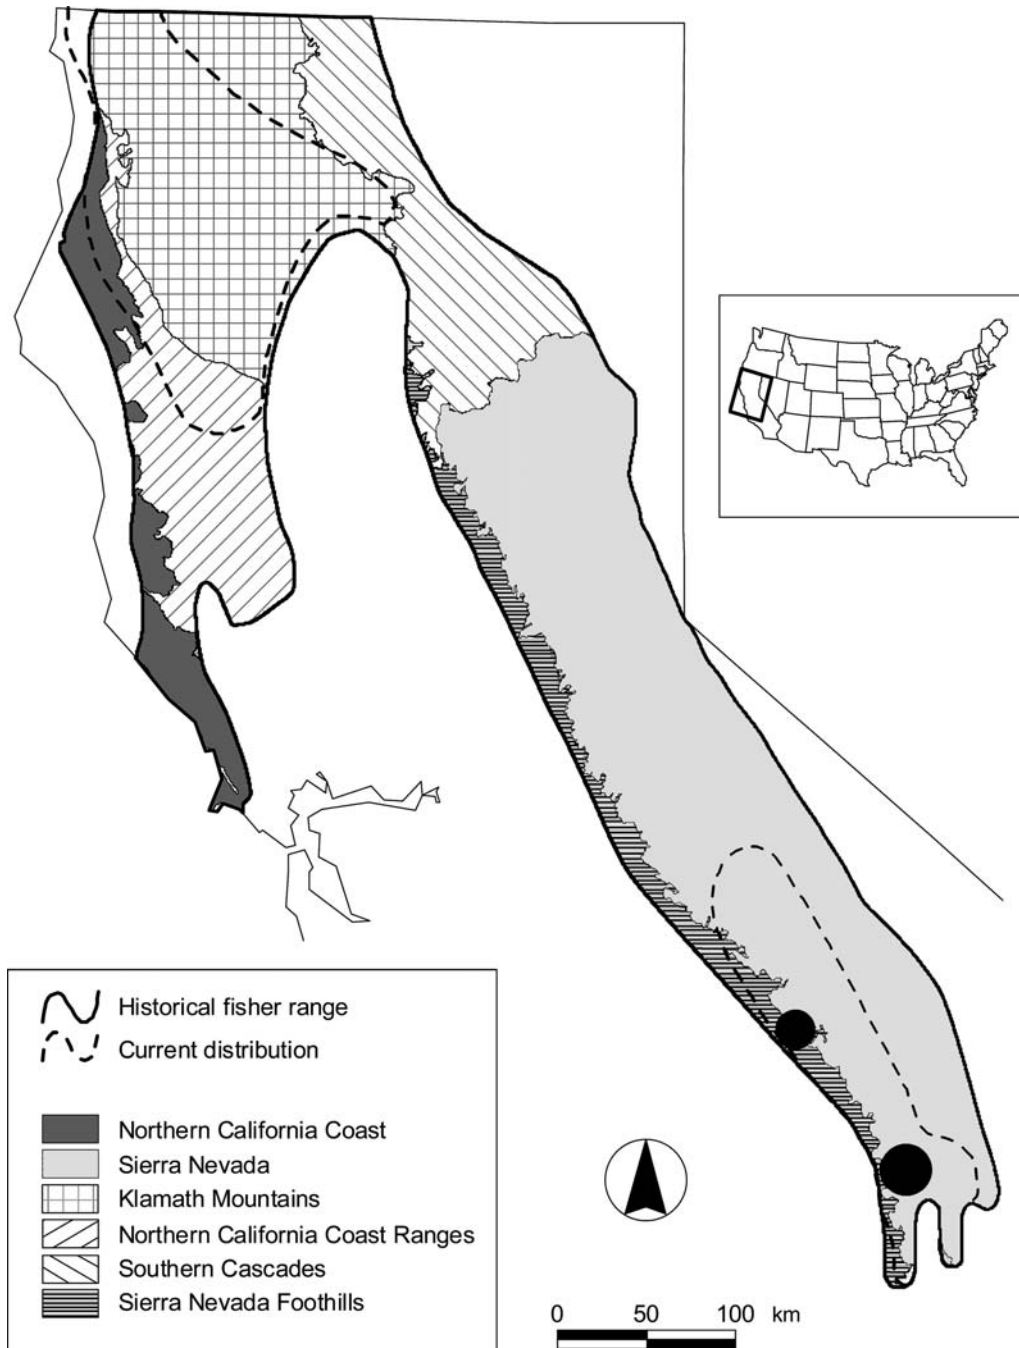 Historical fisher range
Current distribution
Northern California Coast
Sierra Nevada
Klamath Mountains
Northern California Coast Ranges
Southern Cascades
Sierra Nevada Foothills
0 50 100 km